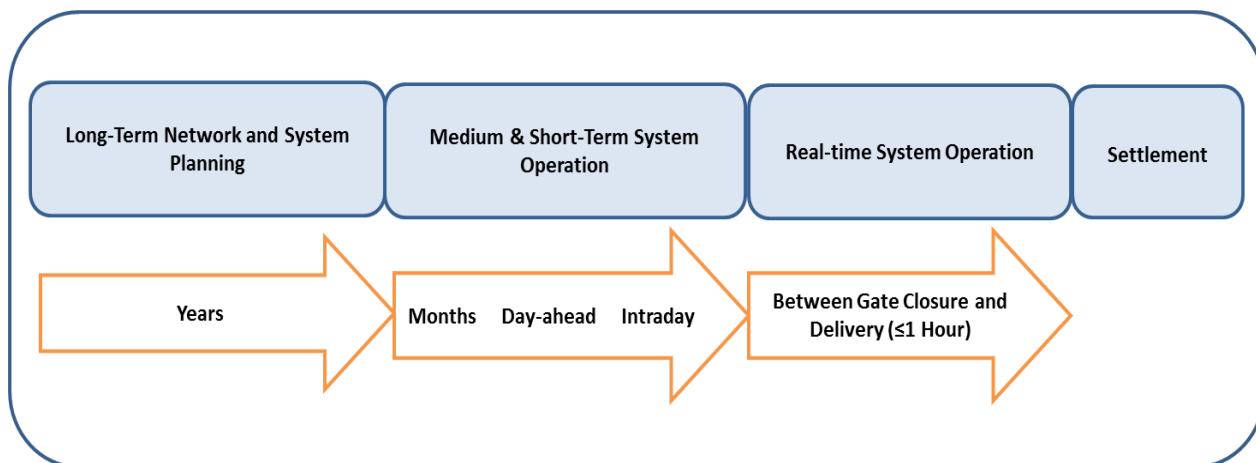 Long-Term Network and System
Planning
Medium & Short-Term System
Operation
Real-time System Operation
Settlement
Years
Months Day-ahead Intraday
Between Gate Closure and
Delivery (≤1 Hour)